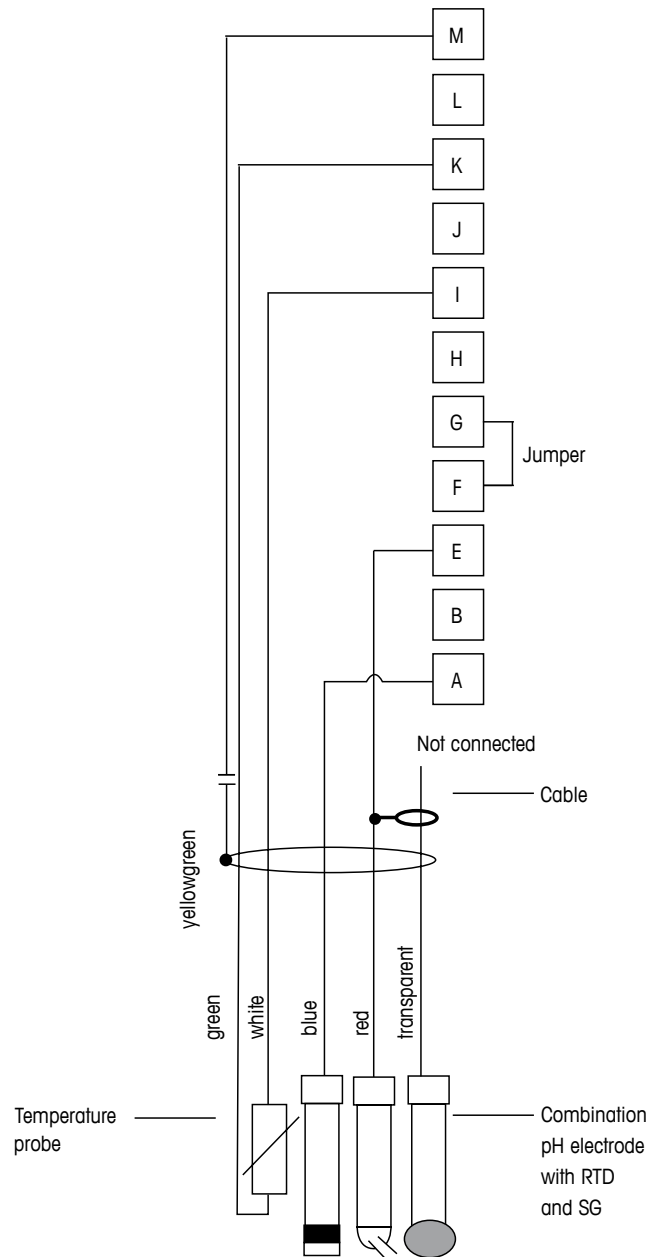 M
L
K
J
I
H
G
Jumper
F
E
B
A
Not connected
Cable
yellowgreen
green
white
blue
red
transparent
Temperature
probe
Combination
pH electrode
with RTD
and SG